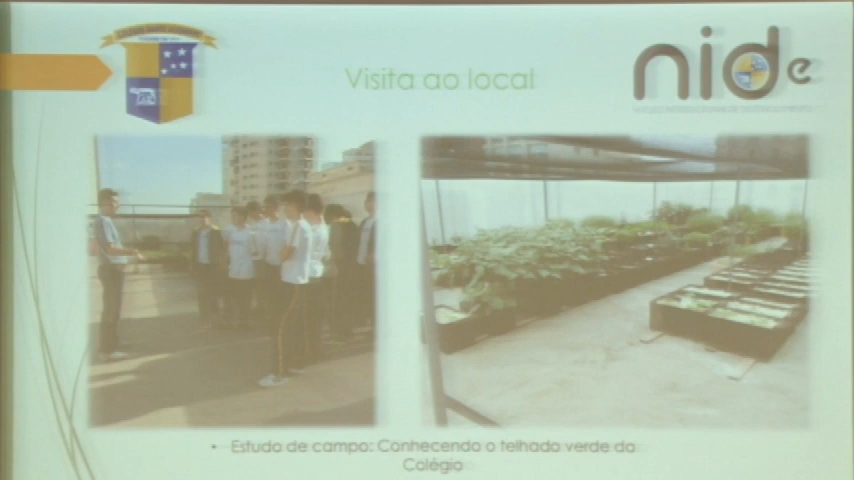 Visita ao local
nide
• Estudo de campo: Conhecendo o telhado verde do
Colégio